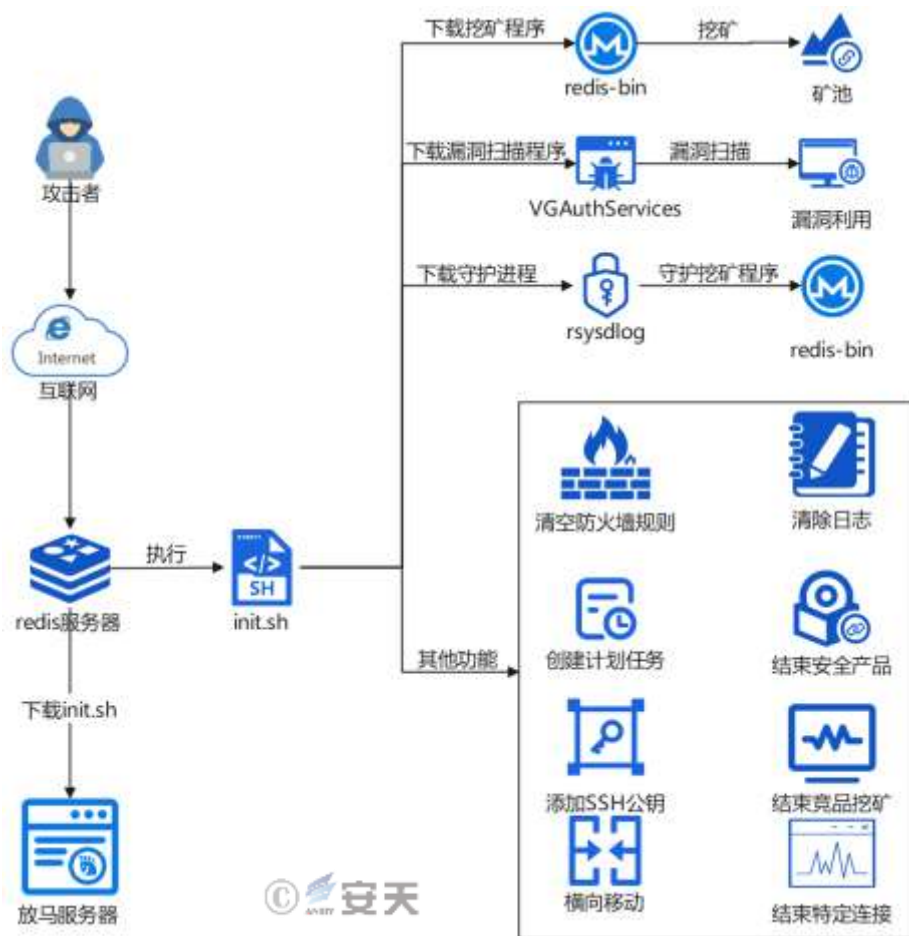 下载挖矿程序
挖矿
redis-bin
矿池
攻击者
下载漏洞扫描程序
漏洞扫描
VGAuthServices
漏洞利用
下载守护进程
守护挖矿程序
rsysdlog
redis-bin
Internet
互联网
清空防火墙规则
清除日志
执行
SH
redis服务器
init.sh
其他功能
创建计划任务
结束安全产品
下载init.sh
添加SSH公钥
结束竞品挖矿
放马服务器
横向移动
结束特定连接
© 安天
ANTIY